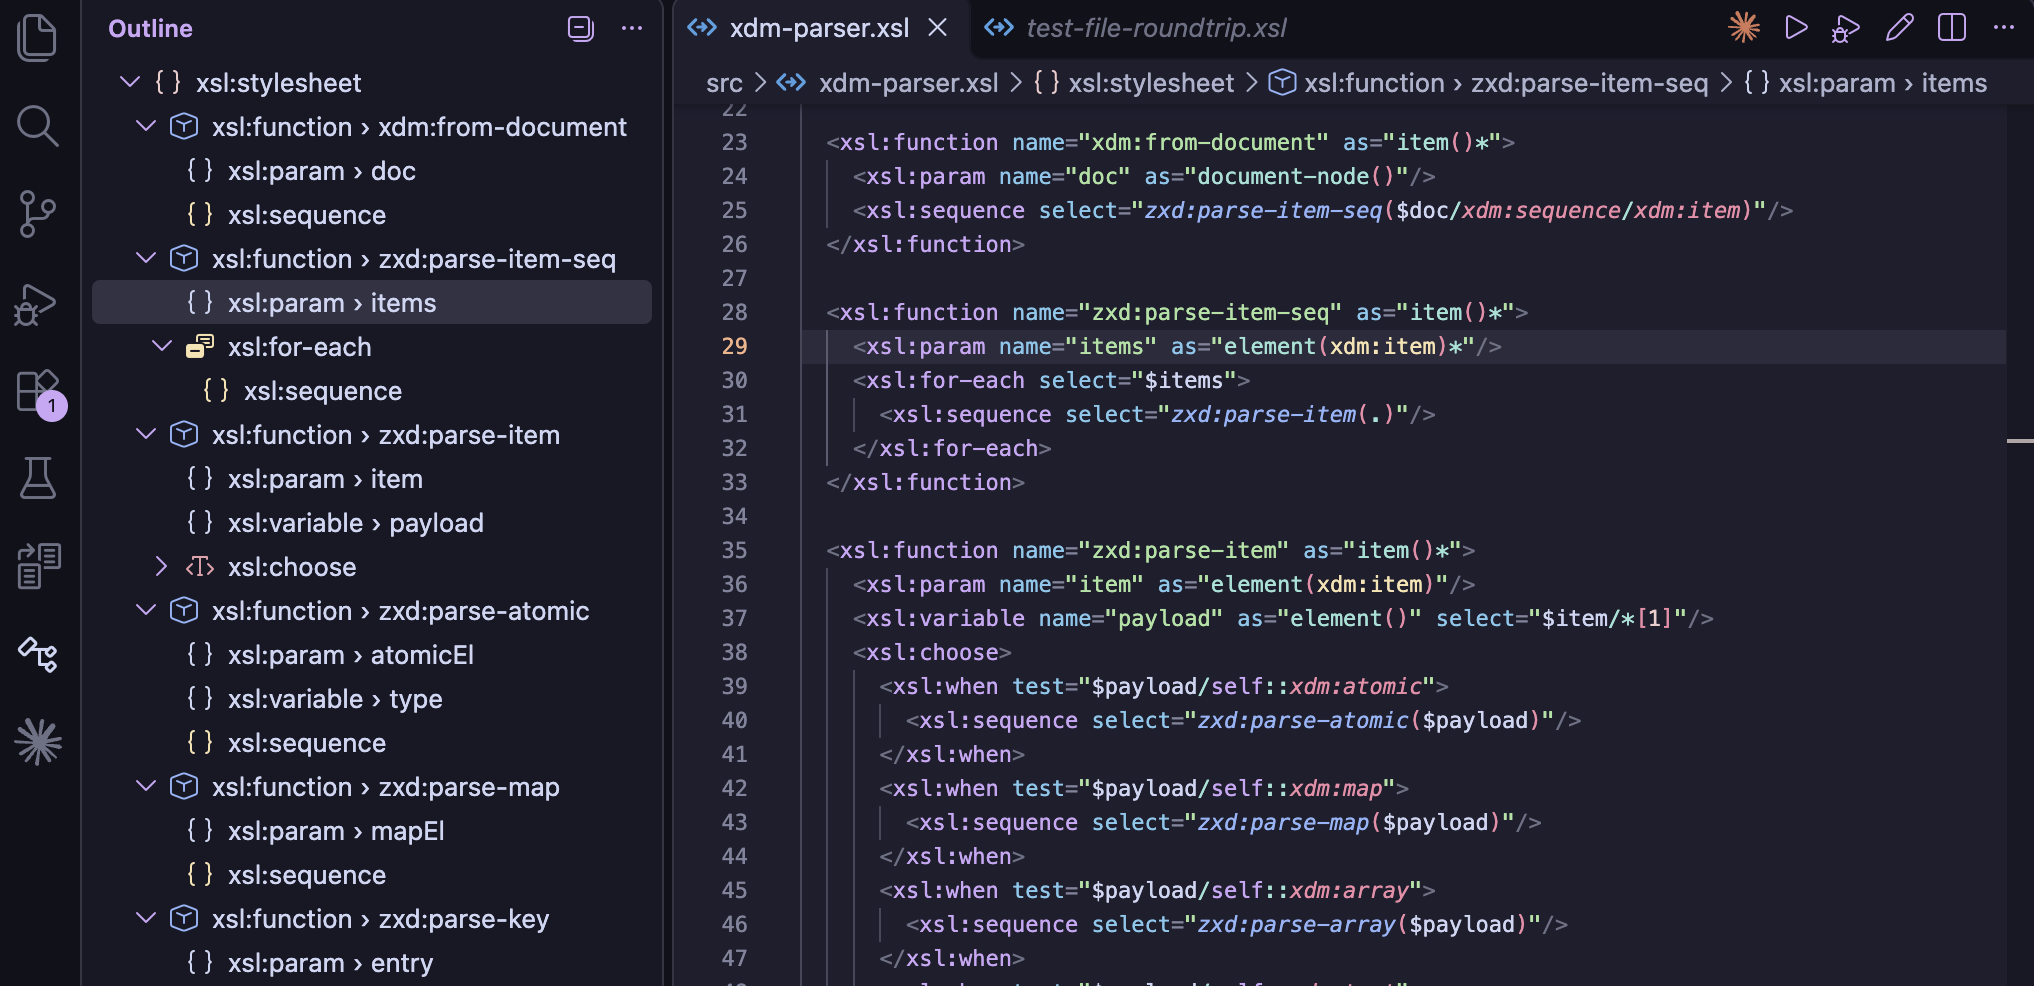 Outline
xsl:stylesheet
xsl:function › xdm:from-document
xsl:param › doc
xsl:sequence
xsl:function › zxd:parse-item-seq
xsl:param › items
xsl:for-each
xsl:sequence
xsl:function › zxd:parse-item
xsl:param › item
xsl:variable › payload
xsl:choose
xsl:function › zxd:parse-atomic
xsl:param › atomicEl
xsl:variable › type
xsl:sequence
xsl:function › zxd:parse-map
xsl:param › mapEl
xsl:sequence
xsl:function › zxd:parse-key
xsl:param › entry
1
xdm-parser.xsl
test-file-roundtrip.xsl
src > xdm-parser.xsl > {} xsl:stylesheet > xsl:function › zxd:parse-item-seq > {} xsl:param › items
22
23 <xsl:function name="xdm:from-document" as="item()*">
24 <xsl:param name="doc" as="document-node()"/>
25 <xsl:sequence select="zxd:parse-item-seq($doc/xdm:sequence/xdm:item)"/>
26 </xsl:function>
27
28 <xsl:function name="zxd:parse-item-seq" as="item()*">
29 <xsl:param name="items" as="element(xdm:item)*"/>
30 <xsl:for-each select="$items">
31 <xsl:sequence select="zxd:parse-item(.)"/>
32 </xsl:for-each>
33 </xsl:function>
34
35 <xsl:function name="zxd:parse-item" as="item()*">
36 <xsl:param name="item" as="element(xdm:item)"/>
37 <xsl:variable name="payload" as="element()" select="$item/*[1]"/>
38 <xsl:choose>
39 <xsl:when test="$payload/self::xdm:atomic">
40 <xsl:sequence select="zxd:parse-atomic($payload)"/>
41 </xsl:when>
42 <xsl:when test="$payload/self::xdm:map">
43 <xsl:sequence select="zxd:parse-map($payload)"/>
44 </xsl:when>
45 <xsl:when test="$payload/self::xdm:array">
46 <xsl:sequence select="zxd:parse-array($payload)"/>
47 </xsl:when>